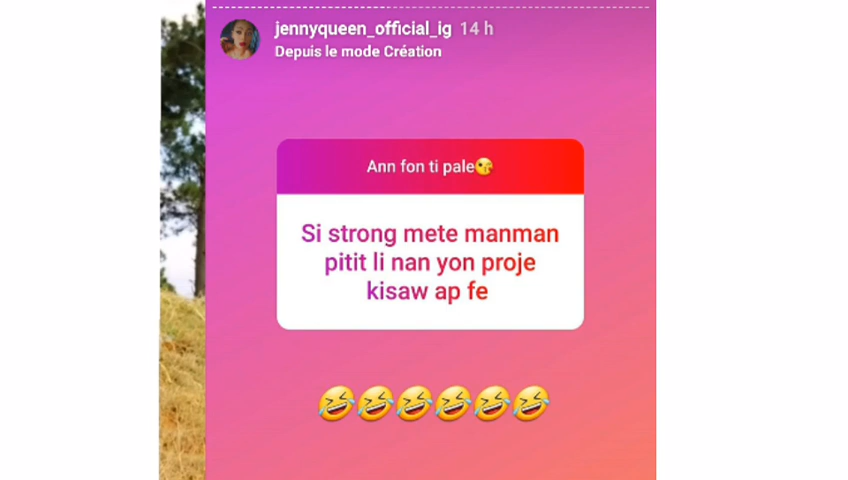 jennyqueen_official_ig 14 h
Depuis le mode Création
Ann fon ti pale😘
Si strong mete manman
pitit li nan yon proje
kisaw ap fe
🤣🤣🤣🤣🤣🤣